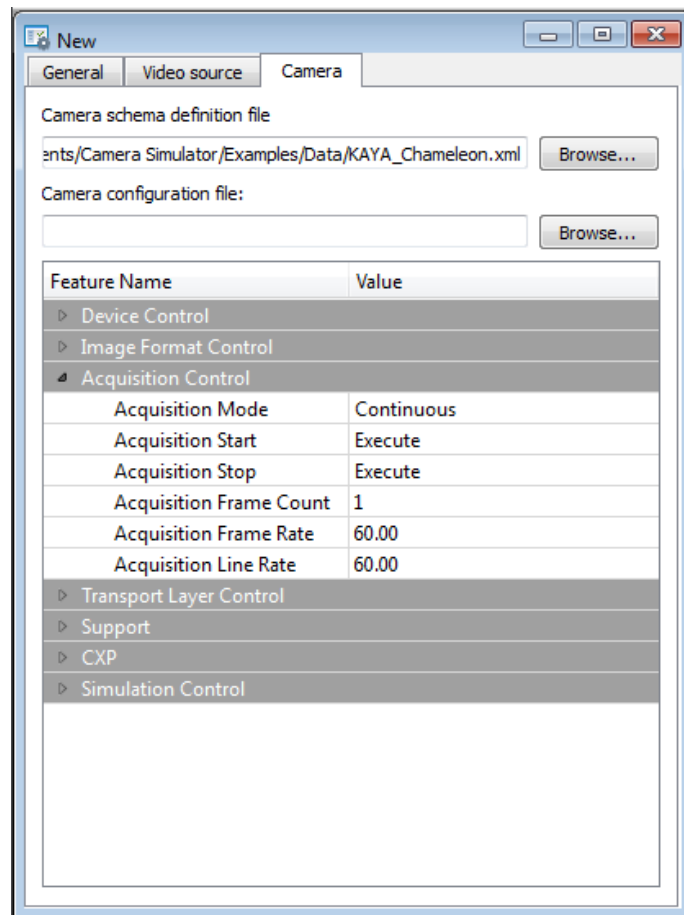 New
General Video source Camera
Camera schema definition file
ents/Camera Simulator/Examples/Data/KAYA_Chameleon.xml Browse...
Camera configuration file:
Browse...
Feature Name Value
Device Control
Image Format Control
Acquisition Control
Acquisition Mode Continuous
Acquisition Start Execute
Acquisition Stop Execute
Acquisition Frame Count 1
Acquisition Frame Rate 60.00
Acquisition Line Rate 60.00
Transport Layer Control
Support
CXP
Simulation Control